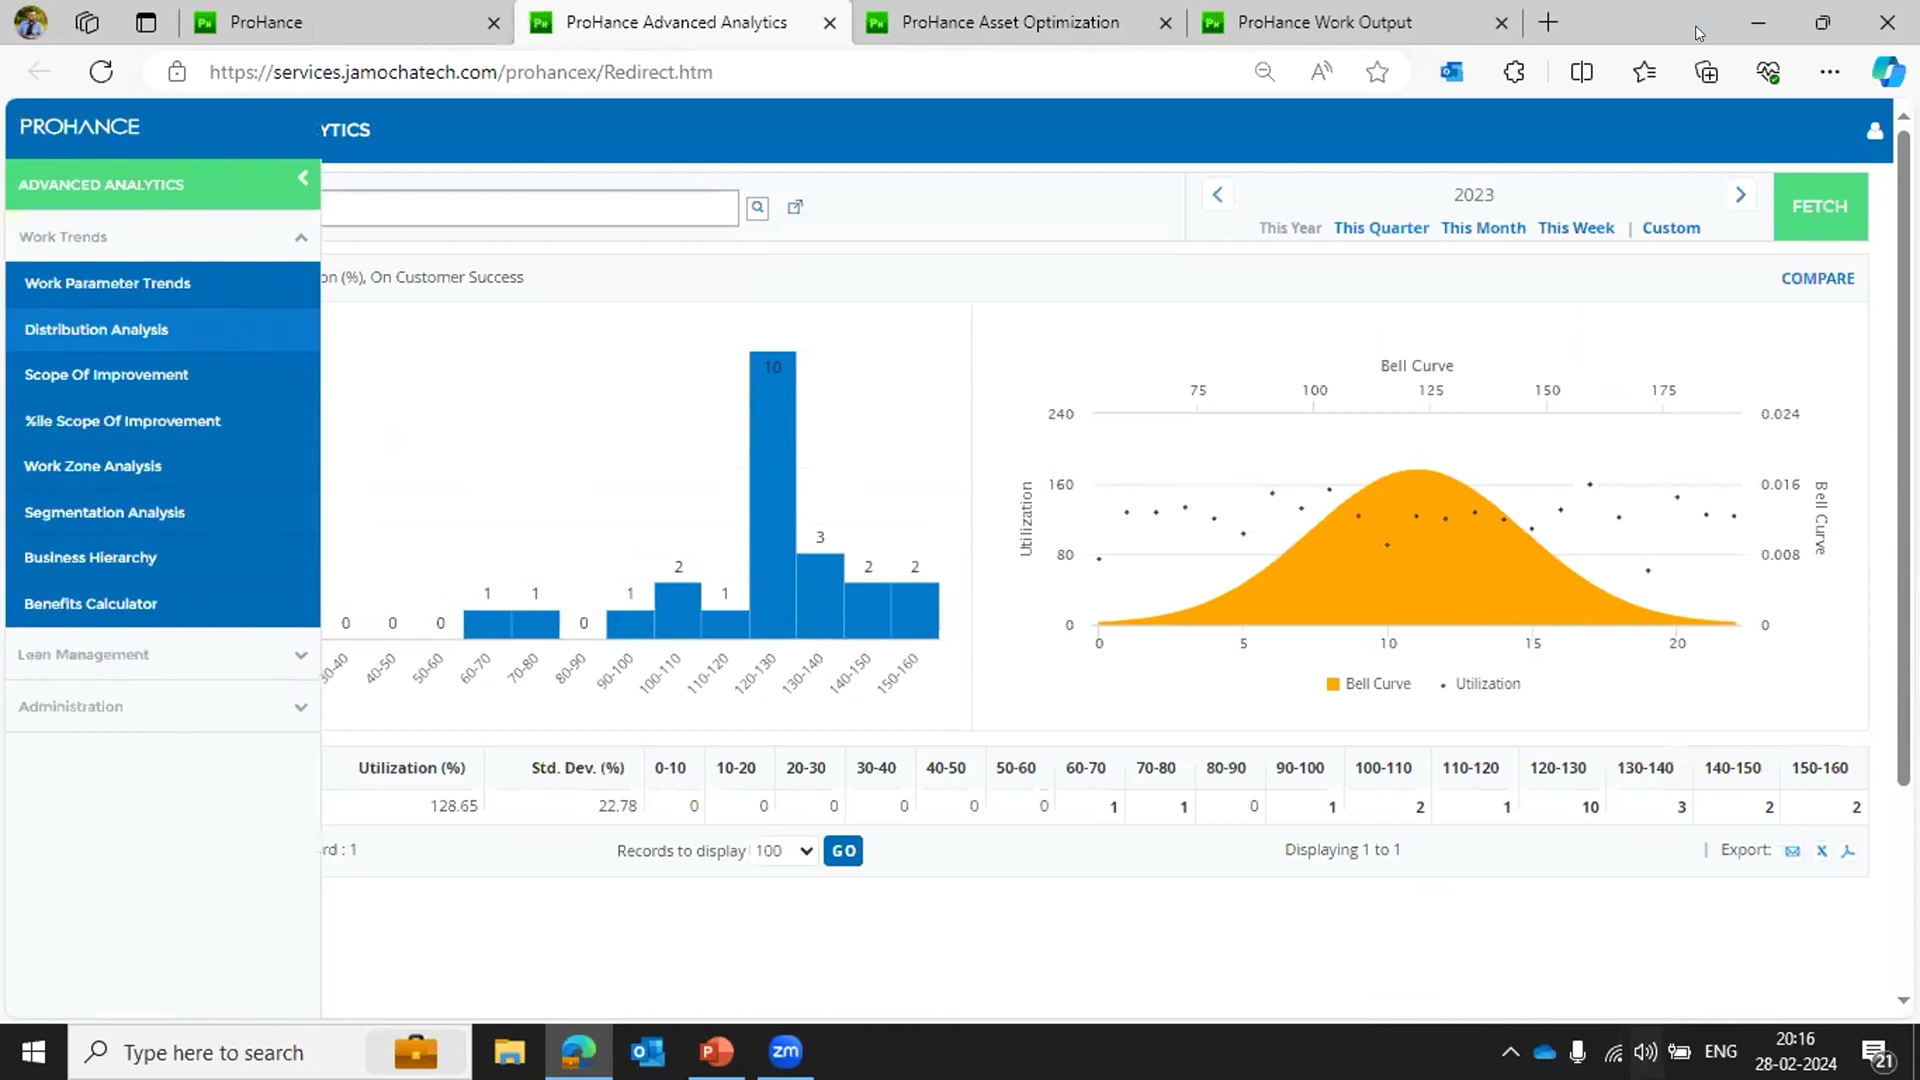 ProHance
ProHance Advanced Analytics
ProHance Asset Optimization
ProHance Work Output
https://services.jamochatech.com/prohancex/Redirect.htm
PROHANCE
YTICS
ADVANCED ANALYTICS
Work Trends
Work Parameter Trends
Distribution Analysis
Scope Of Improvement
%ile Scope Of Improvement
Work Zone Analysis
Segmentation Analysis
Business Hierarchy
Benefits Calculator
Lean Management
Administration
2023
This Year This Quarter This Month This Week | Custom
FETCH
on (%), On Customer Success
COMPARE
10
3
2 2 2
1 1 1 1
0 0 0 0
30-40 40-50 50-60 60-70 70-80 80-90 90-100 100-110 110-120 120-130 130-140 140-150 150-160
Bell Curve
75 100 125 150 175
240 0.024
160 0.016
80 0.008
0 0
Utilization
Bell Curve
0 5 10 15 20
Bell Curve Utilization
Utilization (%) Std. Dev. (%) 0-10 10-20 20-30 30-40 40-50 50-60 60-70 70-80 80-90 90-100 100-110 110-120 120-130 130-140 140-150 150-160
128.65 22.78 0 0 0 0 0 0 1 1 0 1 2 1 10 3 2 2
rd : 1
Records to display 100 GO
Displaying 1 to 1
| Export:
Type here to search
zm
ENG
20:16
28-02-2024
21